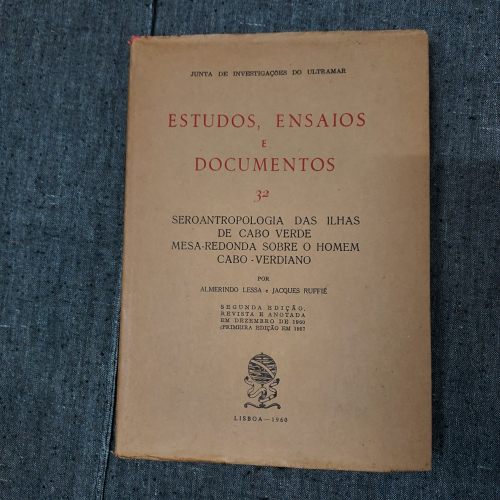 JUNTA DE INVESTIGAÇÕES DO ULTRAMAR
ESTUDOS, ENSAIOS
E
DOCUMENTOS
32
SEROANTROPOLOGIA DAS ILHAS
DE CABO VERDE
MESA-REDONDA SOBRE O HOMEM
CABO-VERDIANO
POR
ALMERINDO LESSA e JACQUES RUFFIÉ
SEGUNDA EDIÇÃO,
REVISTA E ANOTADA
EM DEZEMBRO DE 1960
(PRIMEIRA EDIÇÃO EM 1957
LISBOA — 1960